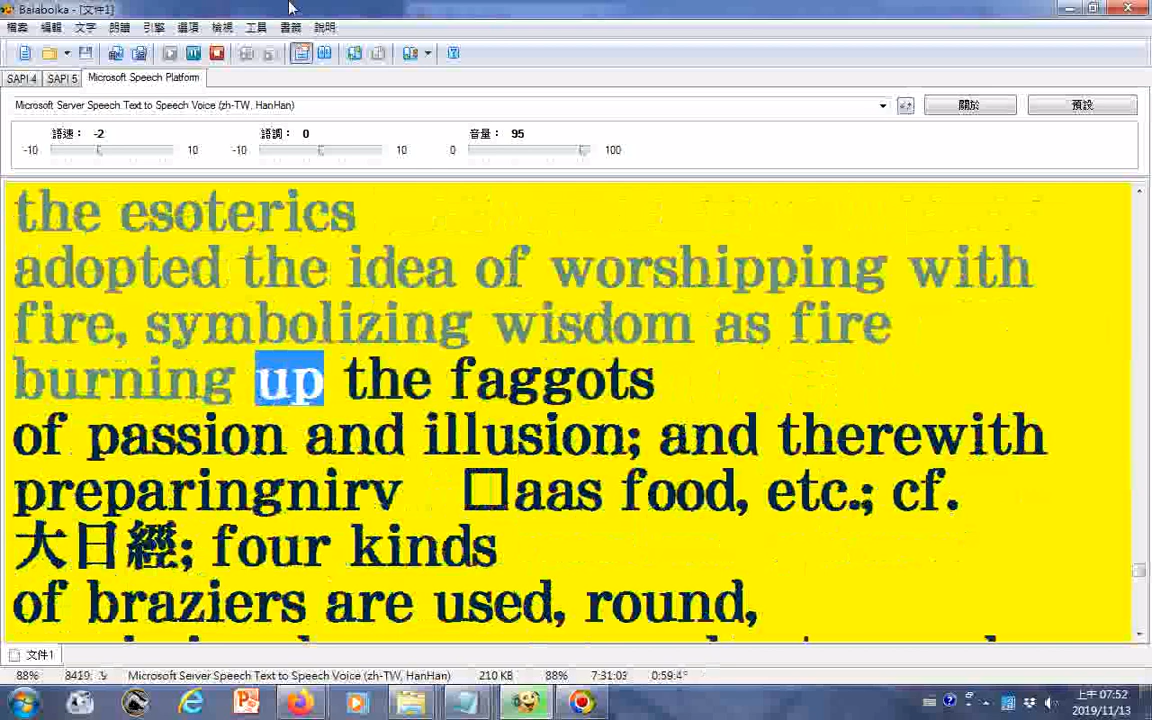 Balabolka - [文件1]
檔案 編輯 文字 朗讀 引擎 選項 檢視 工具 書籤 說明
SAPI 4 SAPI 5 Microsoft Speech Platform
Microsoft Server Speech Text to Speech Voice (zh-TW, HanHan) 關於 預設
語速： -2 語調： 0 音量： 95
-10 10 -10 10 0 100
the esoterics
adopted the idea of worshipping with
fire, symbolizing wisdom as fire
burning up the faggots
of passion and illusion; and therewith
preparingnirv □aas food, etc.; cf.
大日經; four kinds
of braziers are used, round,
文件1
88% Microsoft Server Speech Text to Speech Voice (zh-TW, HanHan) 210 KB 88% 7:31:03
上午 07:52
2019/11/13